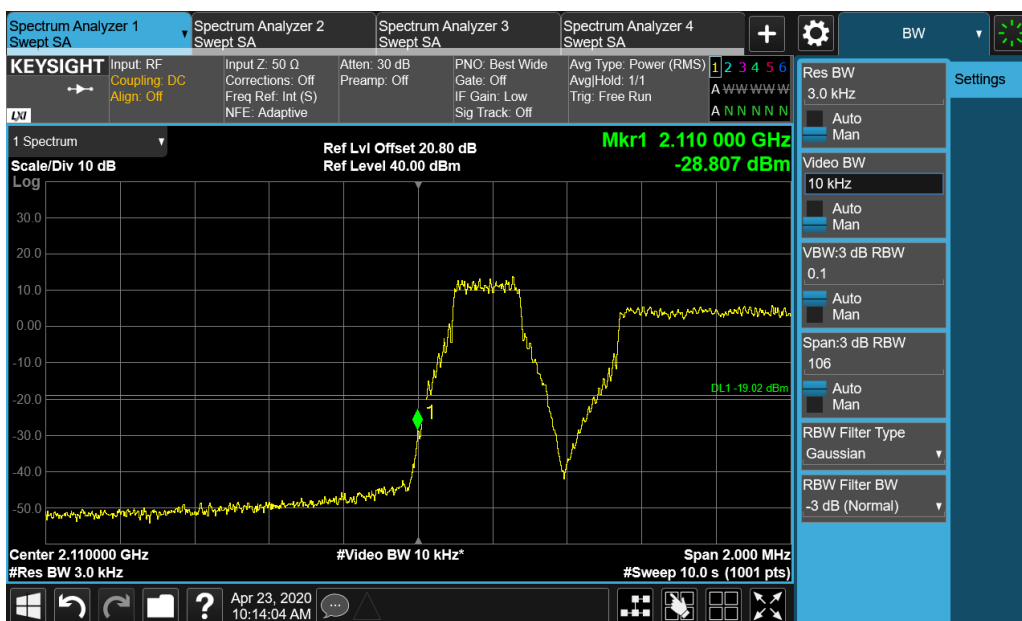 Spectrum Analyzer 1
Swept SA
Spectrum Analyzer 2
Swept SA
Spectrum Analyzer 3
Swept SA
Spectrum Analyzer 4
Swept SA
+
BW
KEYSIGHT
LXI
Input: RF
Coupling: DC
Align: Off
Input Z: 50 Ω
Corrections: Off
Freq Ref: Int (S)
NFE: Adaptive
Atten: 30 dB
Preamp: Off
PNO: Best Wide
Gate: Off
IF Gain: Low
Sig Track: Off
Avg Type: Power (RMS)
Avg|Hold: 1/1
Trig: Free Run
1 2 3 4 5 6
A W W W W W
A N N N N N
1 Spectrum
Scale/Div 10 dB
Ref Lvl Offset 20.80 dB
Ref Level 40.00 dBm
Mkr1 2.110 000 GHz
-28.807 dBm
Log
30.0
20.0
10.0
0.00
-10.0
-20.0
-30.0
-40.0
-50.0
DL1 -19.02 dBm
1
Center 2.110000 GHz
#Res BW 3.0 kHz
#Video BW 10 kHz*
Span 2.000 MHz
#Sweep 10.0 s (1001 pts)
Res BW
3.0 kHz
Auto
Man
Video BW
10 kHz
Auto
Man
VBW:3 dB RBW
0.1
Auto
Man
Span:3 dB RBW
106
Auto
Man
RBW Filter Type
Gaussian
RBW Filter BW
-3 dB (Normal)
Settings
?
Apr 23, 2020
10:14:04 AM